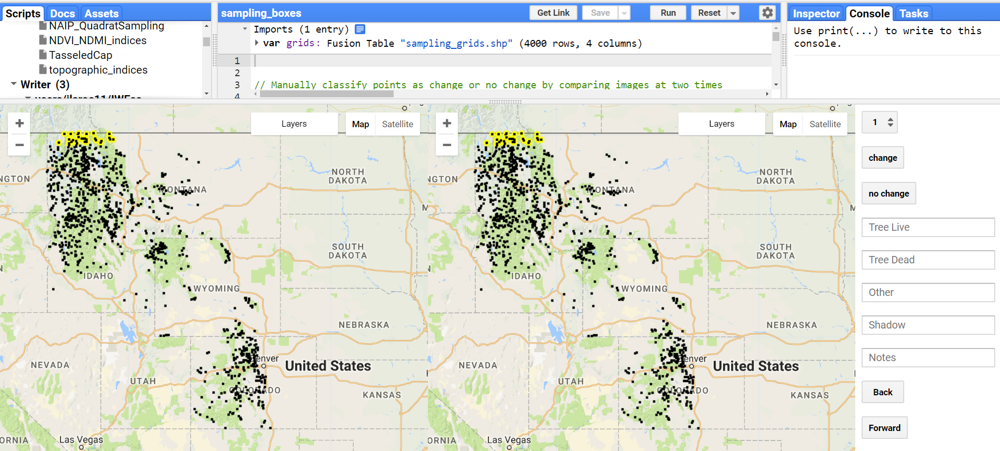 Scripts Docs Assets
NAIP_QuadratSampling
NDVI_NDMI_indices
TasseledCap
topographic_indices
Writer (3)
sampling_boxes
Get Link Save Run Reset
Imports (1 entry)
var grids: Fusion Table "sampling_grids.shp" (4000 rows, 4 columns)
1
2
3 // Manually classify points as change or no change by comparing images at two times
4
Inspector Console Tasks
Use print(...) to write to this
console.
+
−
Layers
Map Satellite
NGTON
MONTANA
NORTH
DAKOTA
M
SOUTH
DAKOTA
IDAHO
WYOMING
NEBRASKA
NEVADA
Denver
United States
UTAH
COLORADO
KANSAS
Las Vegas
ORNIA
+
−
Layers
Map Satellite
NGTON
MONTANA
NORTH
DAKOTA
M
SOUTH
DAKOTA
IDAHO
WYOMING
NEBRASKA
NEVADA
Denver
United States
UTAH
COLORADO
KANSAS
Las Vegas
ORNIA
1
change
no change
Tree Live
Tree Dead
Other
Shadow
Notes
Back
Forward